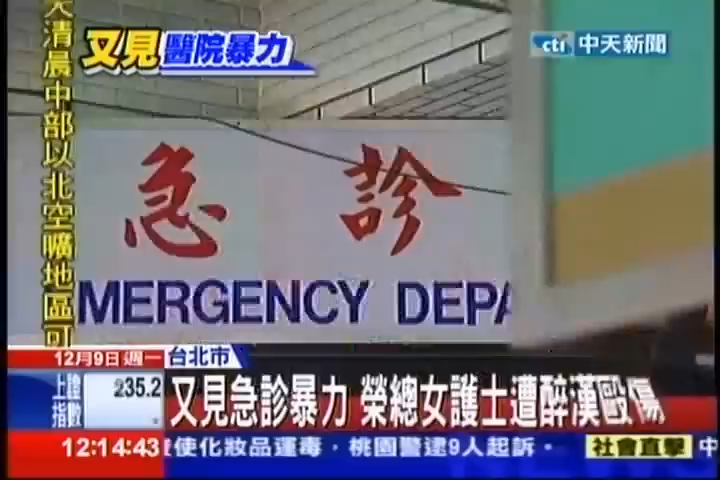 又見醫院暴力
cti 中天新聞
清晨中部以北空曠地區可
急診
MERGENCY DEPA
12月9日週一 台北市
上證指數 235.2
又見急診暴力 榮總女護士遭醉漢毆傷
12:14:43
使化妝品運毒,桃園警逮9人起訴。
社會直擊 中